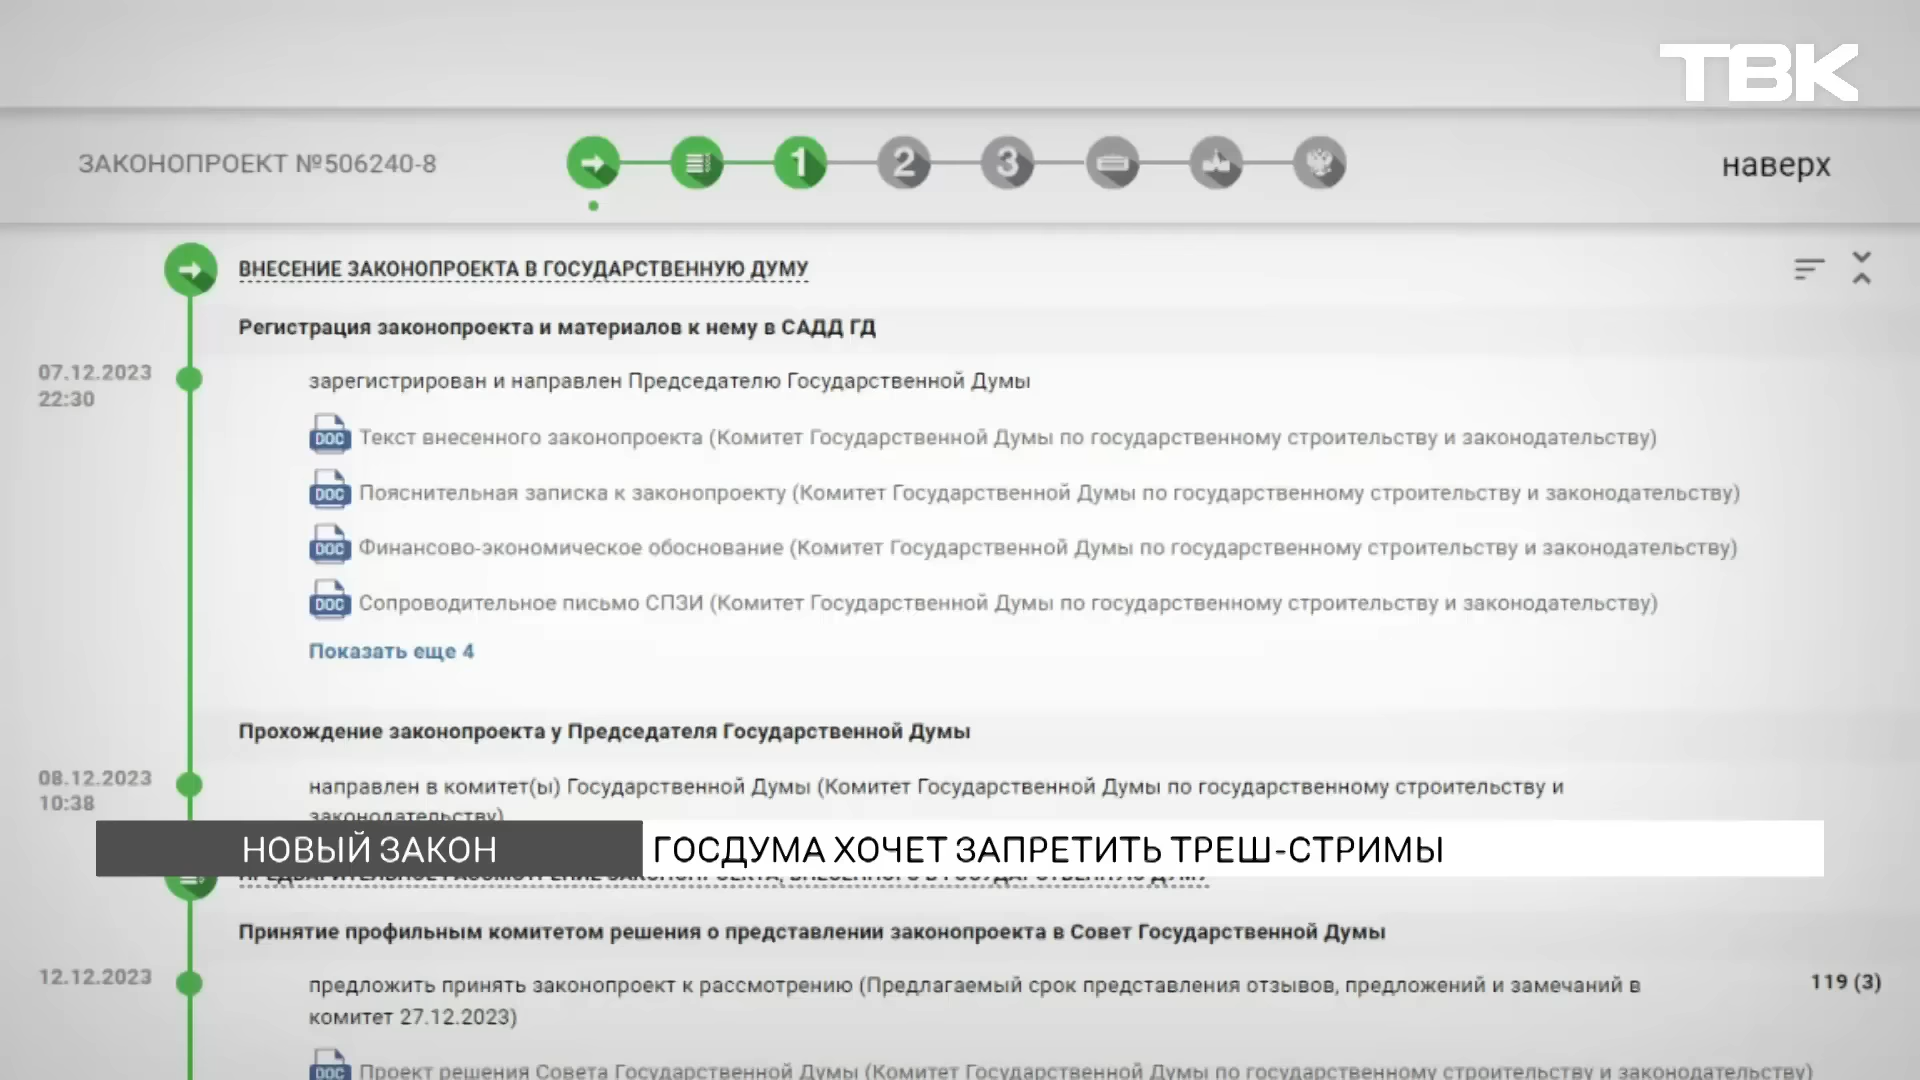 ТВК
ЗАКОНОПРОЕКТ №506240-8
1
2
3
наверх
ВНЕСЕНИЕ ЗАКОНОПРОЕКТА В ГОСУДАРСТВЕННУЮ ДУМУ
Регистрация законопроекта и материалов к нему в САДД ГД
07.12.2023
22:30
зарегистрирован и направлен Председателю Государственной Думы
DOC Текст внесенного законопроекта (Комитет Государственной Думы по государственному строительству и законодательству)
DOC Пояснительная записка к законопроекту (Комитет Государственной Думы по государственному строительству и законодательству)
DOC Финансово-экономическое обоснование (Комитет Государственной Думы по государственному строительству и законодательству)
DOC Сопроводительное письмо СПЗИ (Комитет Государственной Думы по государственному строительству и законодательству)
Показать еще 4
Прохождение законопроекта у Председателя Государственной Думы
08.12.2023
10:38
направлен в комитет(ы) Государственной Думы (Комитет Государственной Думы по государственному строительству и
законодательству)
НОВЫЙ ЗАКОН
ГОСДУМА ХОЧЕТ ЗАПРЕТИТЬ ТРЕШ-СТРИМЫ
ПРЕДВАРИТЕЛЬНОЕ РАССМОТРЕНИЕ ЗАКОНОПРОЕКТА, ВНЕСЕННОГО В ГОСУДАРСТВЕННУЮ ДУМУ
Принятие профильным комитетом решения о представлении законопроекта в Совет Государственной Думы
12.12.2023
предложить принять законопроект к рассмотрению (Предлагаемый срок представления отзывов, предложений и замечаний в
комитет 27.12.2023)
119 (3)
DOC Проект решения Совета Государственной Думы (Комитет Государственной Думы по государственному строительству и законодательству)